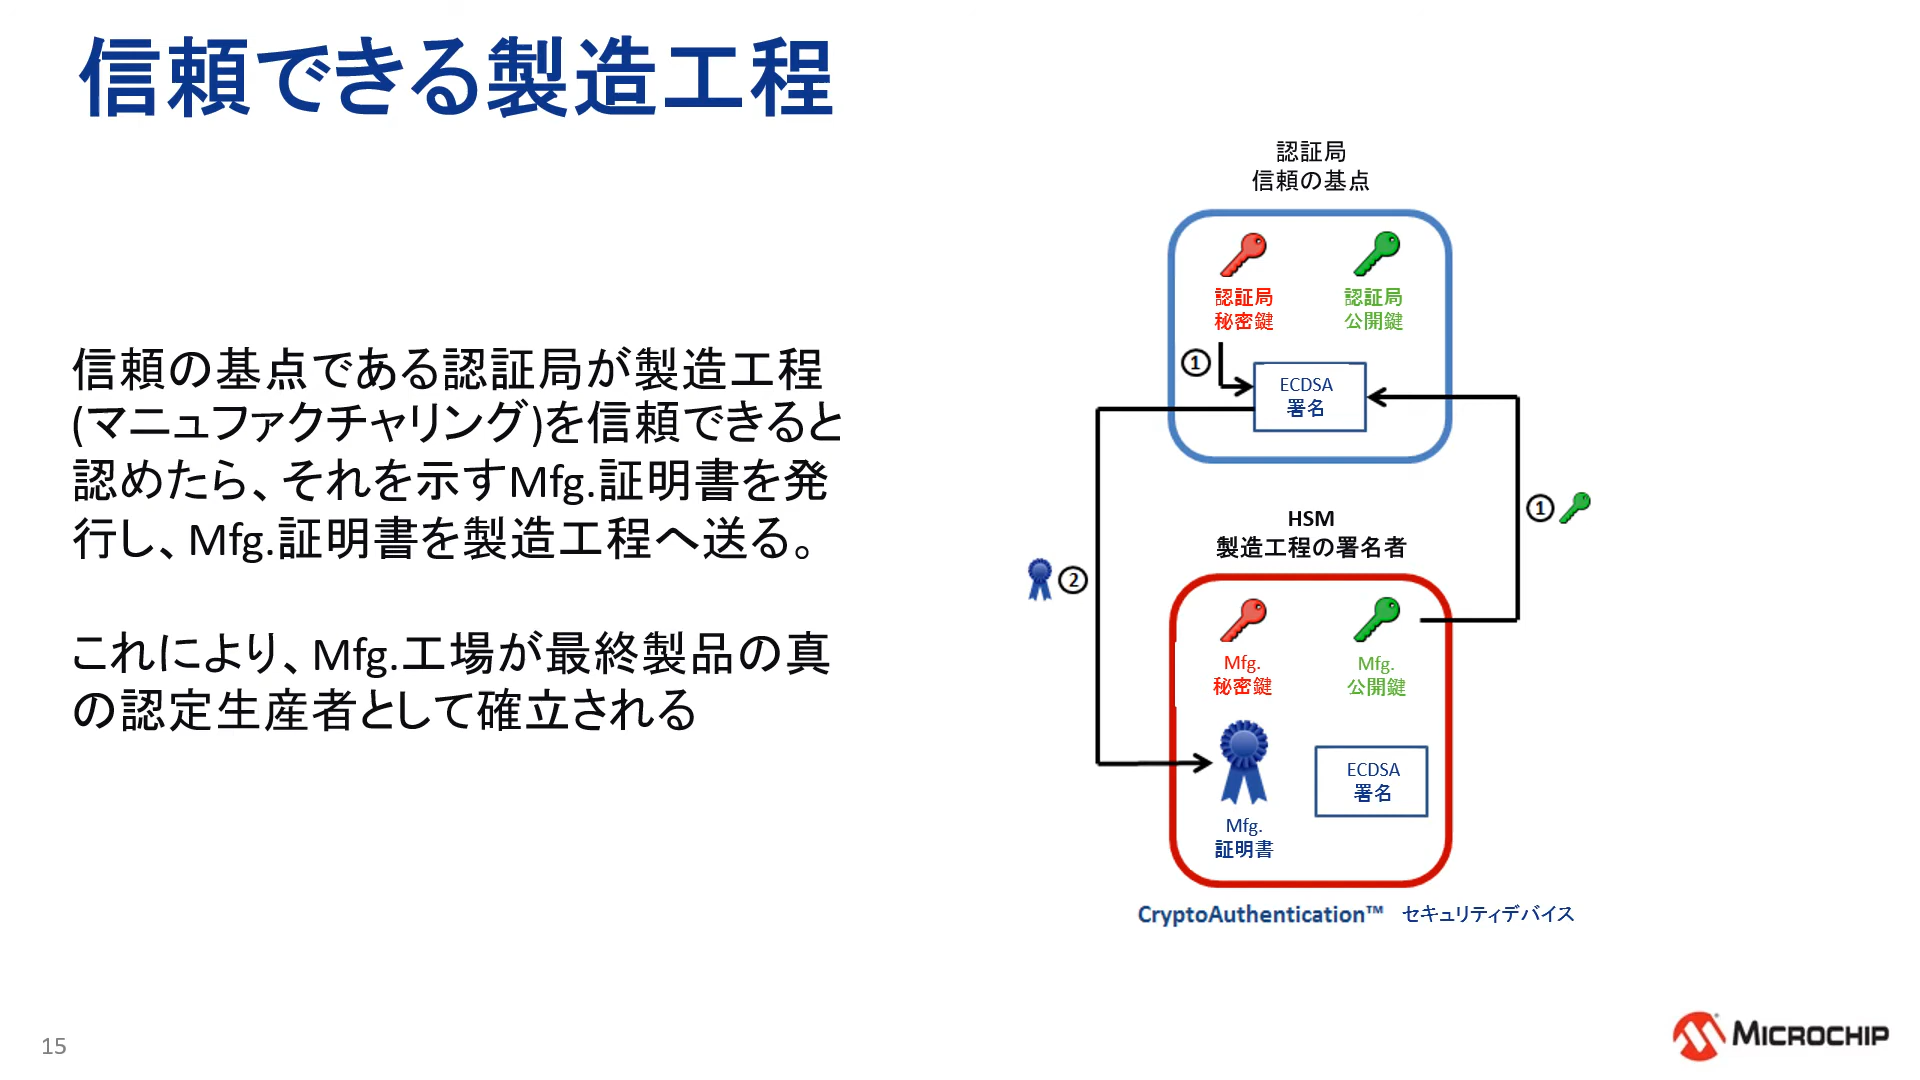 信頼できる製造工程
信頼の基点である認証局が製造工程
(マニュファクチャリング)を信頼できると
認めたら、それを示すMfg.証明書を発
行し、Mfg.証明書を製造工程へ送る。
これにより、Mfg.工場が最終製品の真
の認定生産者として確立される
認証局
信頼の基点
認証局
秘密鍵
認証局
公開鍵
①
ECDSA
署名
①
HSM
製造工程の署名者
②
Mfg.
秘密鍵
Mfg.
公開鍵
Mfg.
証明書
ECDSA
署名
CryptoAuthentication™ セキュリティデバイス
15
MICROCHIP